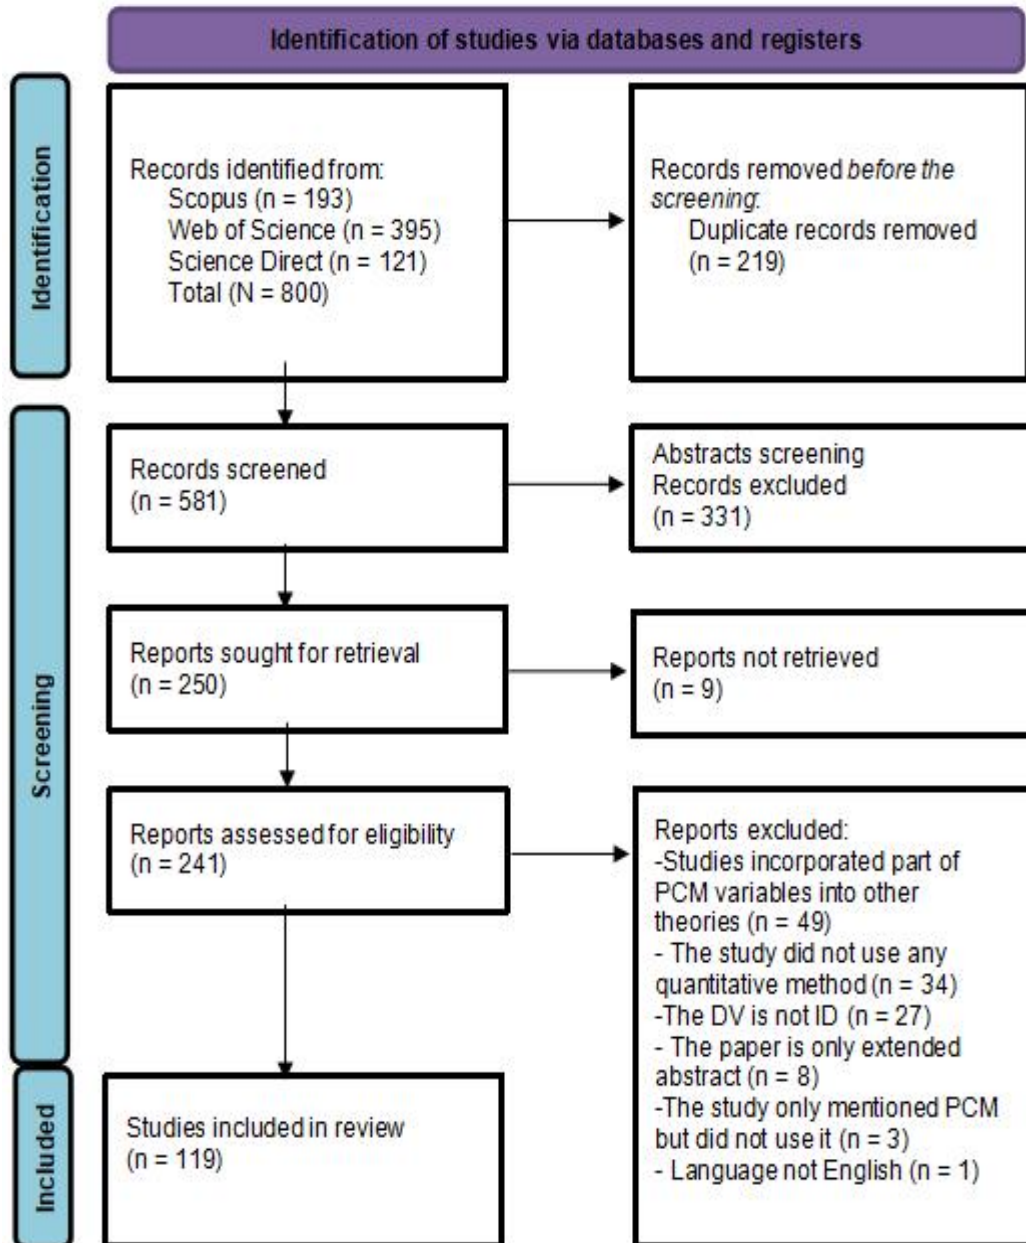 Identification of studies via databases and registers
Identification
Records identified from:
Scopus (n = 193)
Web of Science (n = 395)
Science Direct (n = 121)
Total (N = 800)
Records removed before the
screening:
Duplicate records removed
(n = 219)
Screening
Records screened
(n = 581)
Abstracts screening
Records excluded
(n = 331)
Reports sought for retrieval
(n = 250)
Reports not retrieved
(n = 9)
Reports assessed for eligibility
(n = 241)
Reports excluded:
-Studies incorporated part of
PCM variables into other
theories (n = 49)
- The study did not use any
quantitative method (n = 34)
-The DV is not ID (n = 27)
- The paper is only extended
abstract (n = 8)
-The study only mentioned PCM
but did not use it (n = 3)
- Language not English (n = 1)
Included
Studies included in review
(n = 119)